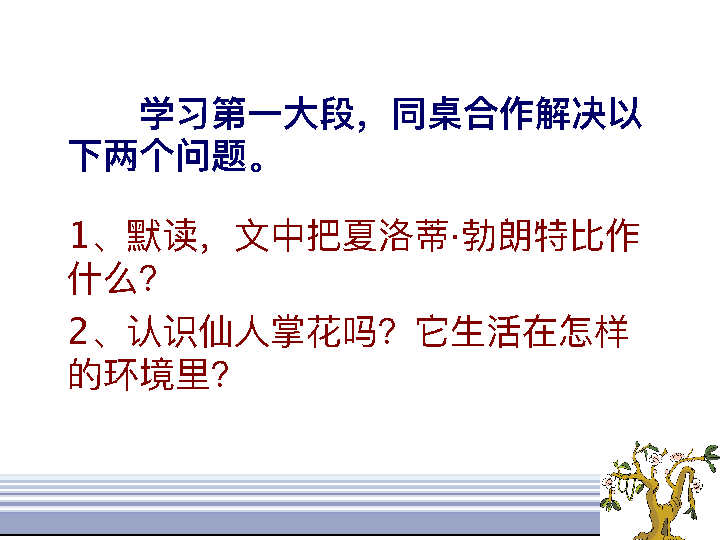 学习第一大段，同桌合作解决以
下两个问题。
1、默读，文中把夏洛蒂·勃朗特比作
什么？
2、认识仙人掌花吗？它生活在怎样
的环境里？